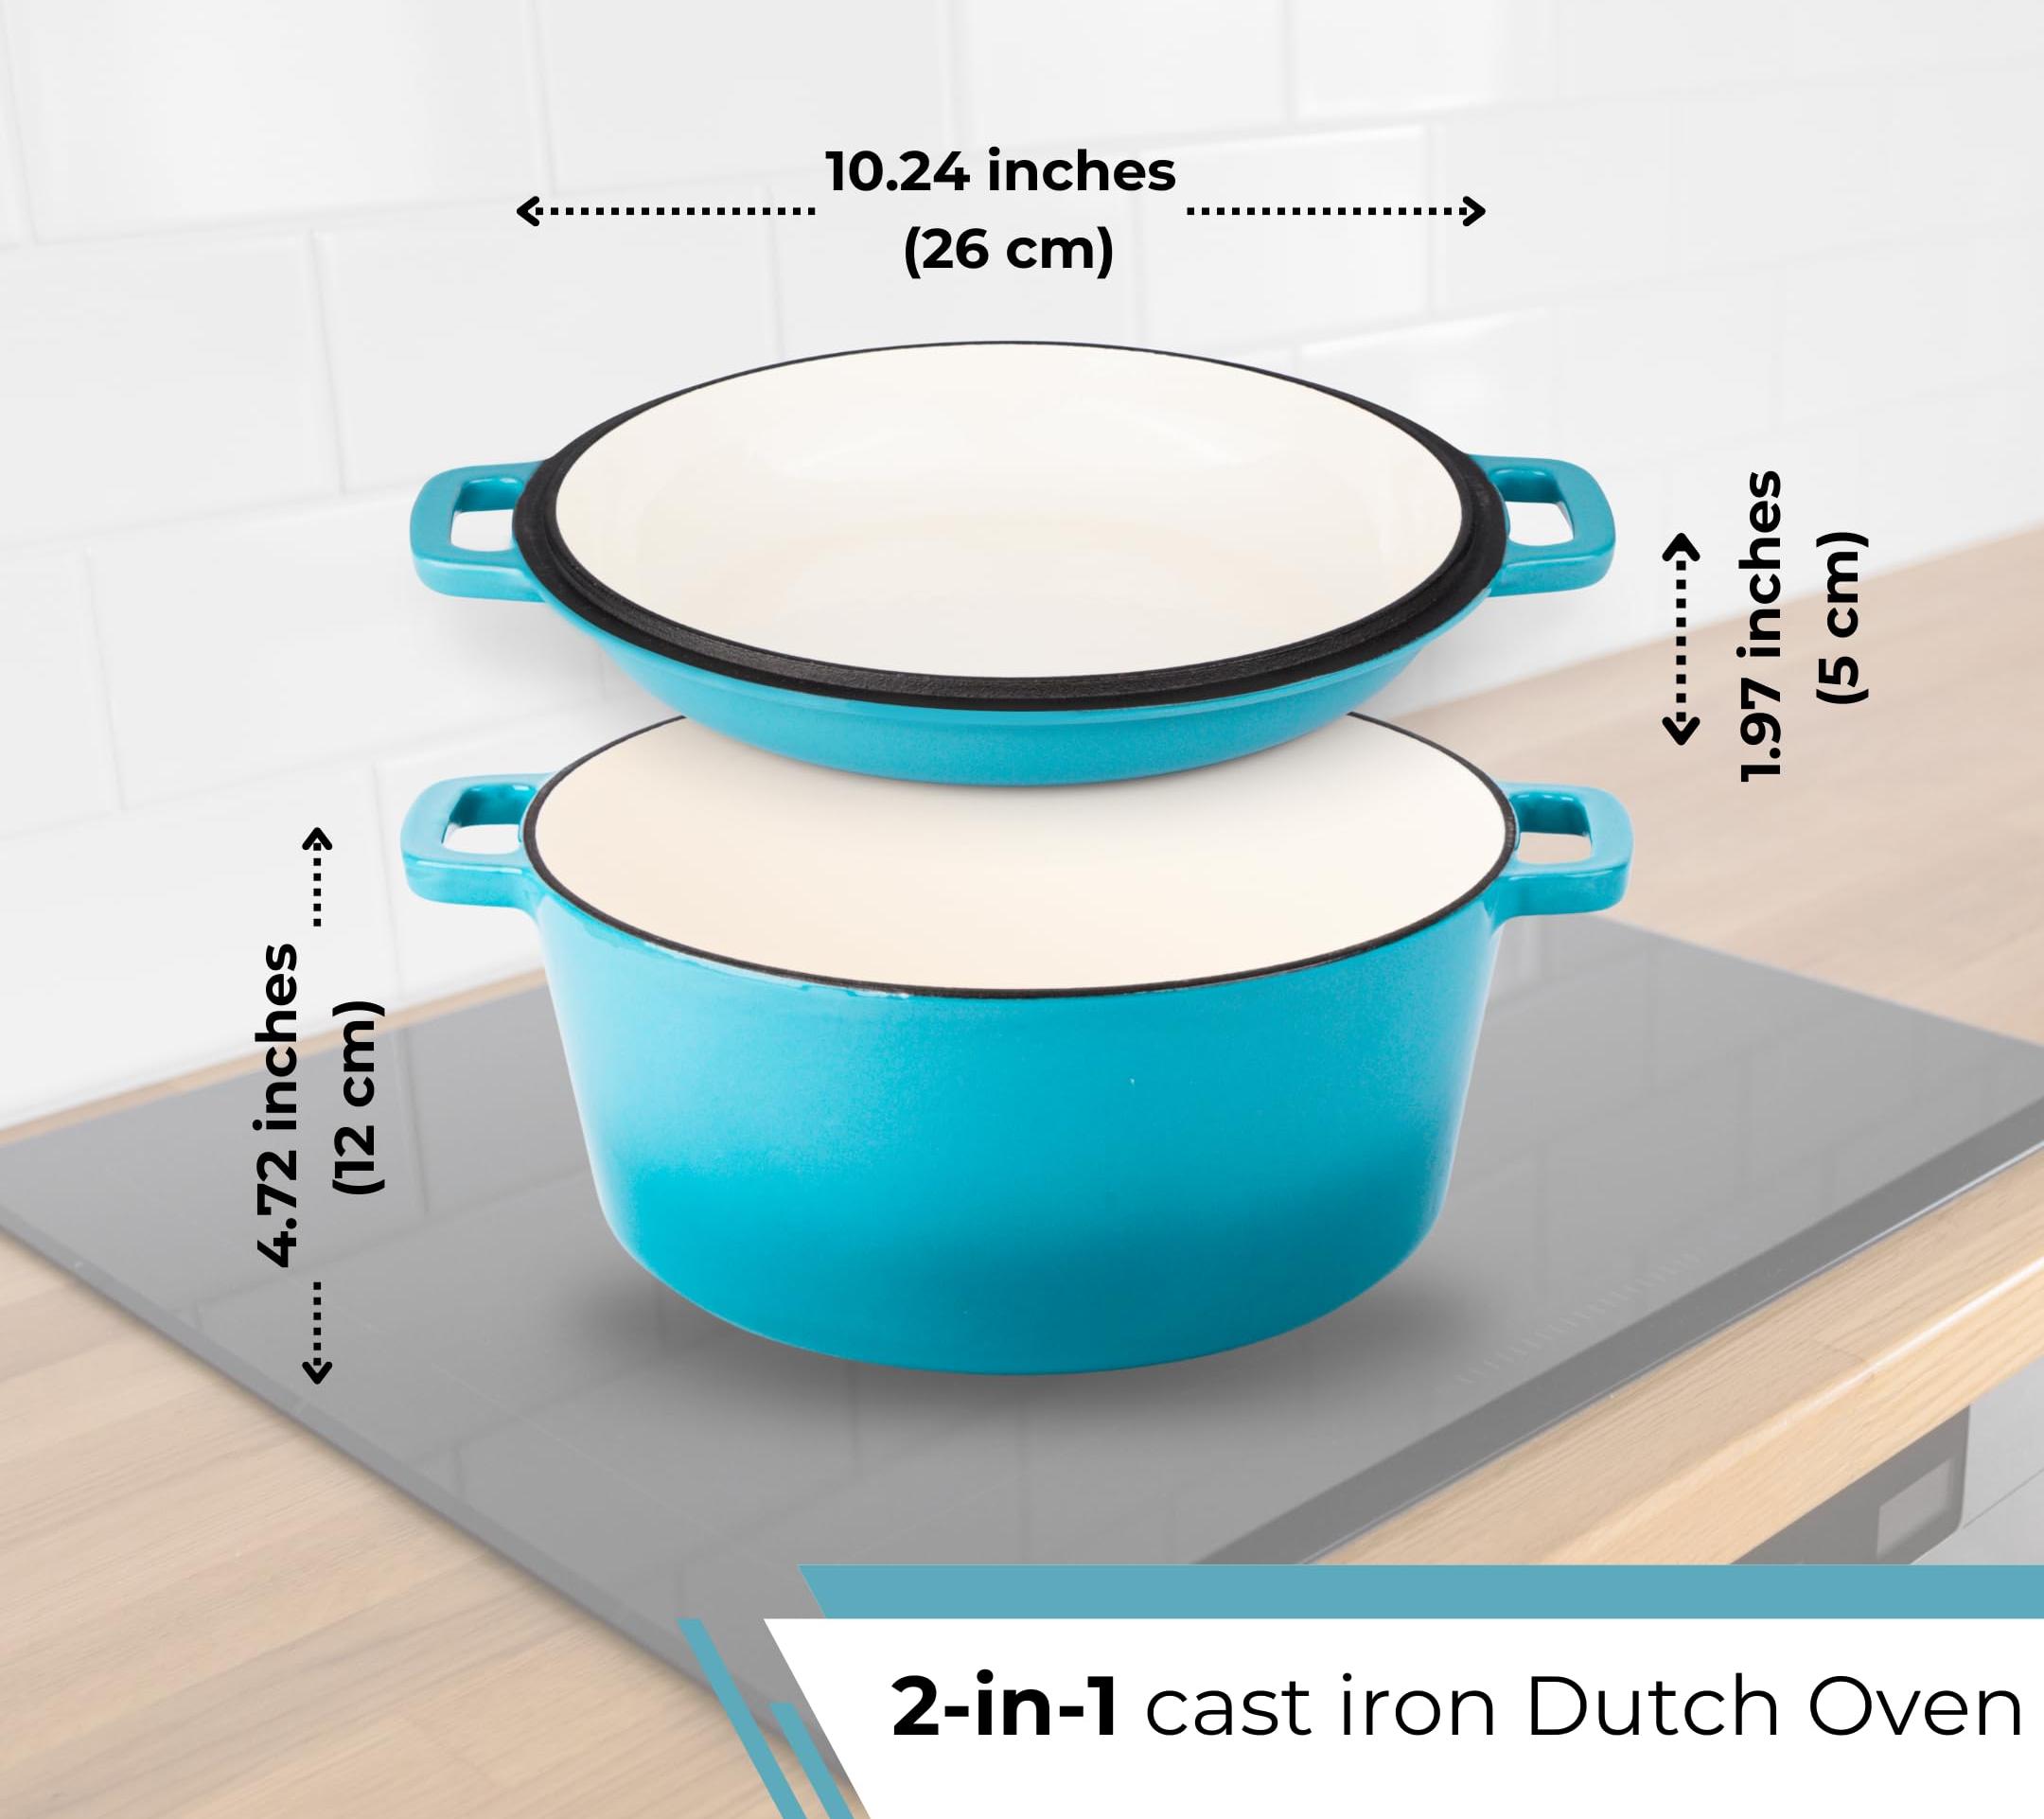 10.24 inches
(26 cm)
1.97 inches
(5 cm)
4.72 inches
(12 cm)
2-in-1 cast iron Dutch Oven